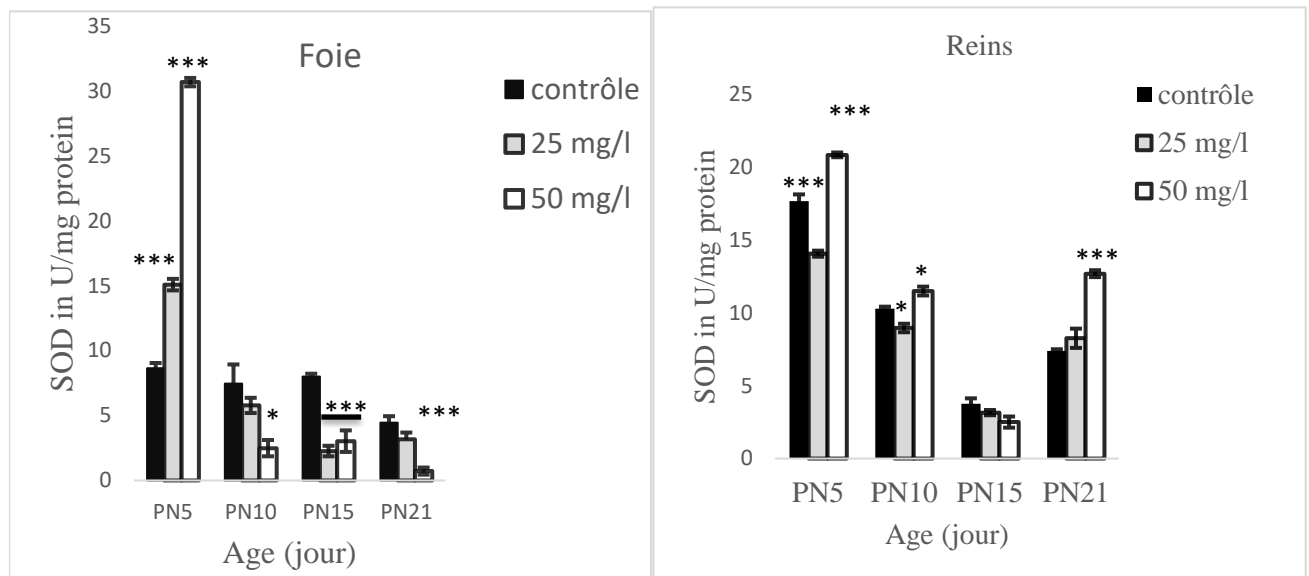 Foie
SOD in U/mg protein
35
30
25
20
15
10
5
0
***
***
*
***
***
contrôle
25 mg/l
50 mg/l
PN5 PN10 PN15 PN21
Age (jour)
Reins
SOD in U/mg protein
25
20
15
10
5
0
***
***
*
*
***
contrôle
25 mg/l
50 mg/l
PN5 PN10 PN15 PN21
Age (jour)